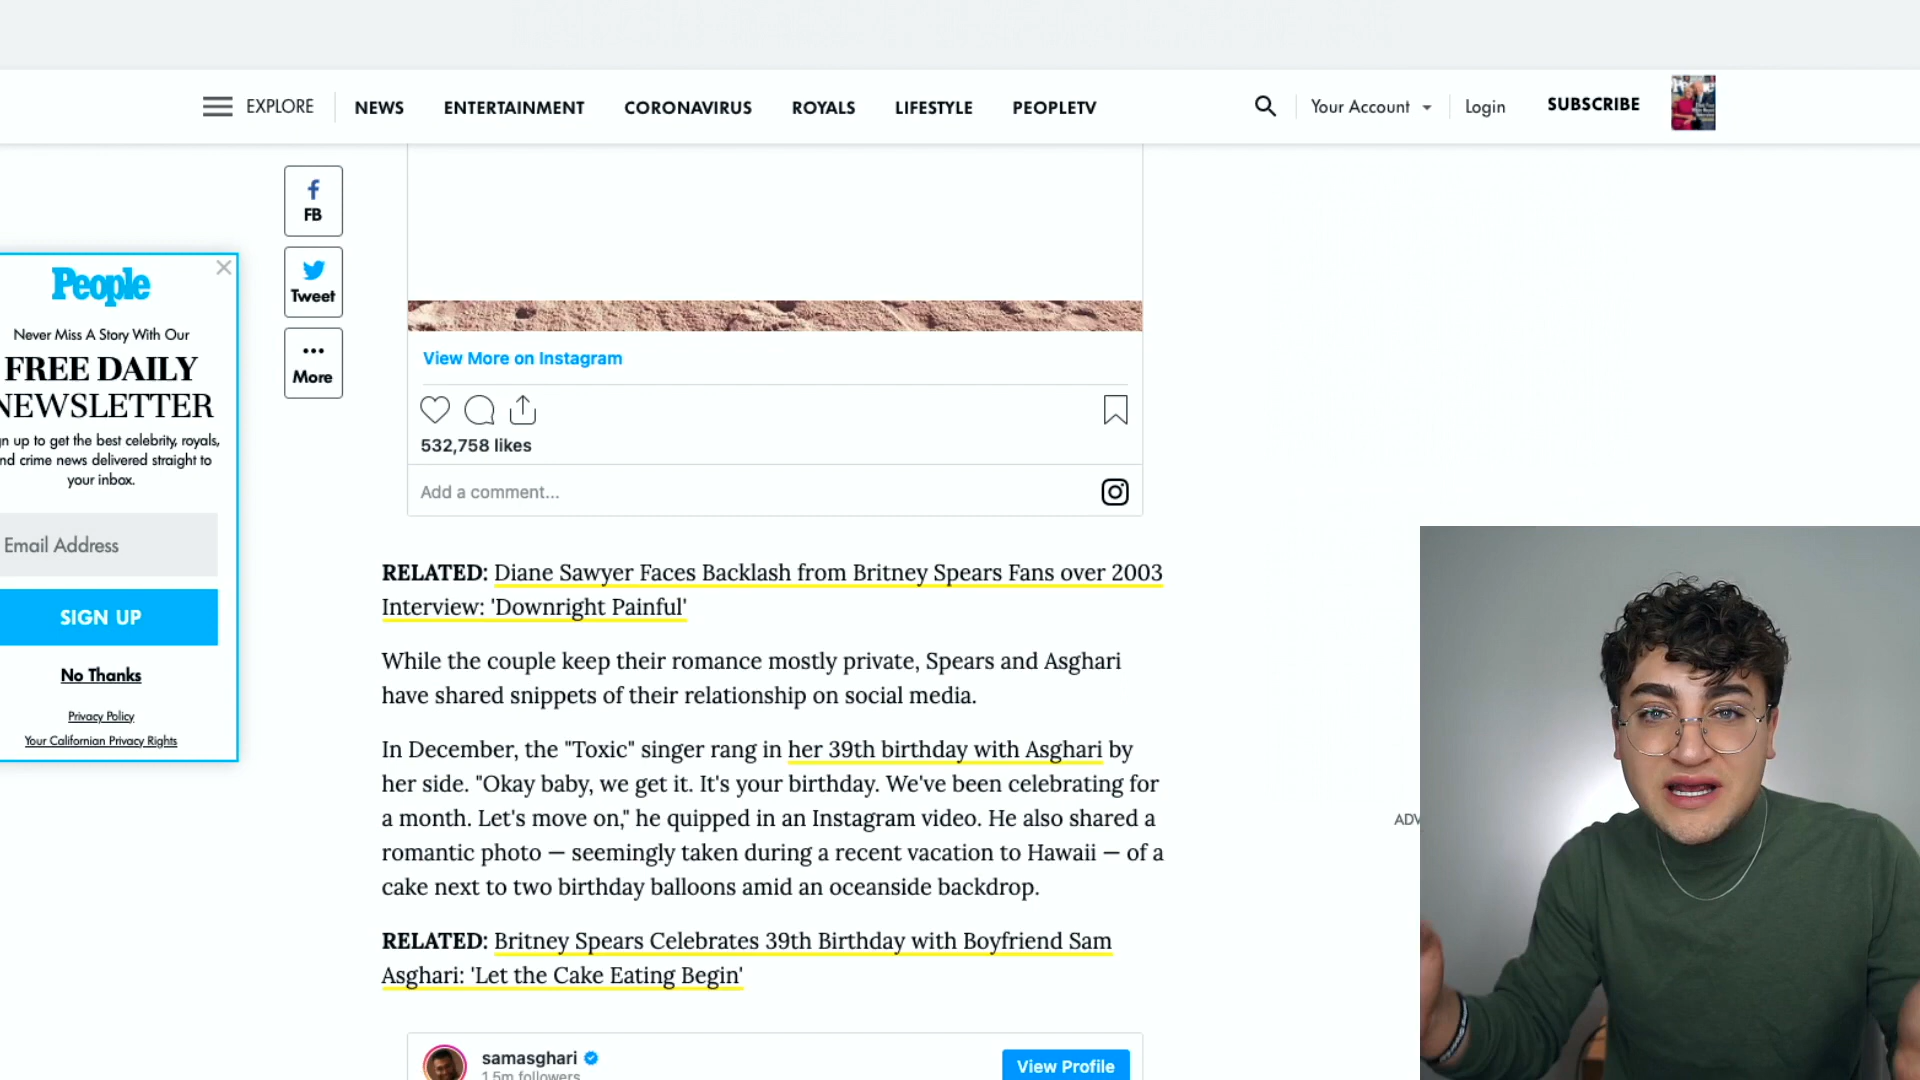 EXPLORE
NEWS
ENTERTAINMENT
CORONAVIRUS
ROYALS
LIFESTYLE
PEOPLETV
Your Account
Login
SUBSCRIBE
FB
Tweet
More
People
Never Miss A Story With Our
FREE DAILY
NEWSLETTER
n up to get the best celebrity, royals,
nd crime news delivered straight to
your inbox.
Email Address
SIGN UP
No Thanks
Privacy Policy
Your Californian Privacy Rights
View More on Instagram
532,758 likes
Add a comment...
RELATED: Diane Sawyer Faces Backlash from Britney Spears Fans over 2003
Interview: 'Downright Painful'
While the couple keep their romance mostly private, Spears and Asghari
have shared snippets of their relationship on social media.
In December, the "Toxic" singer rang in her 39th birthday with Asghari by
her side. "Okay baby, we get it. It's your birthday. We've been celebrating for
a month. Let's move on," he quipped in an Instagram video. He also shared a
romantic photo — seemingly taken during a recent vacation to Hawaii — of a
cake next to two birthday balloons amid an oceanside backdrop.
RELATED: Britney Spears Celebrates 39th Birthday with Boyfriend Sam
Asghari: 'Let the Cake Eating Begin'
samasghari
1.5m followers
View Profile
ADV